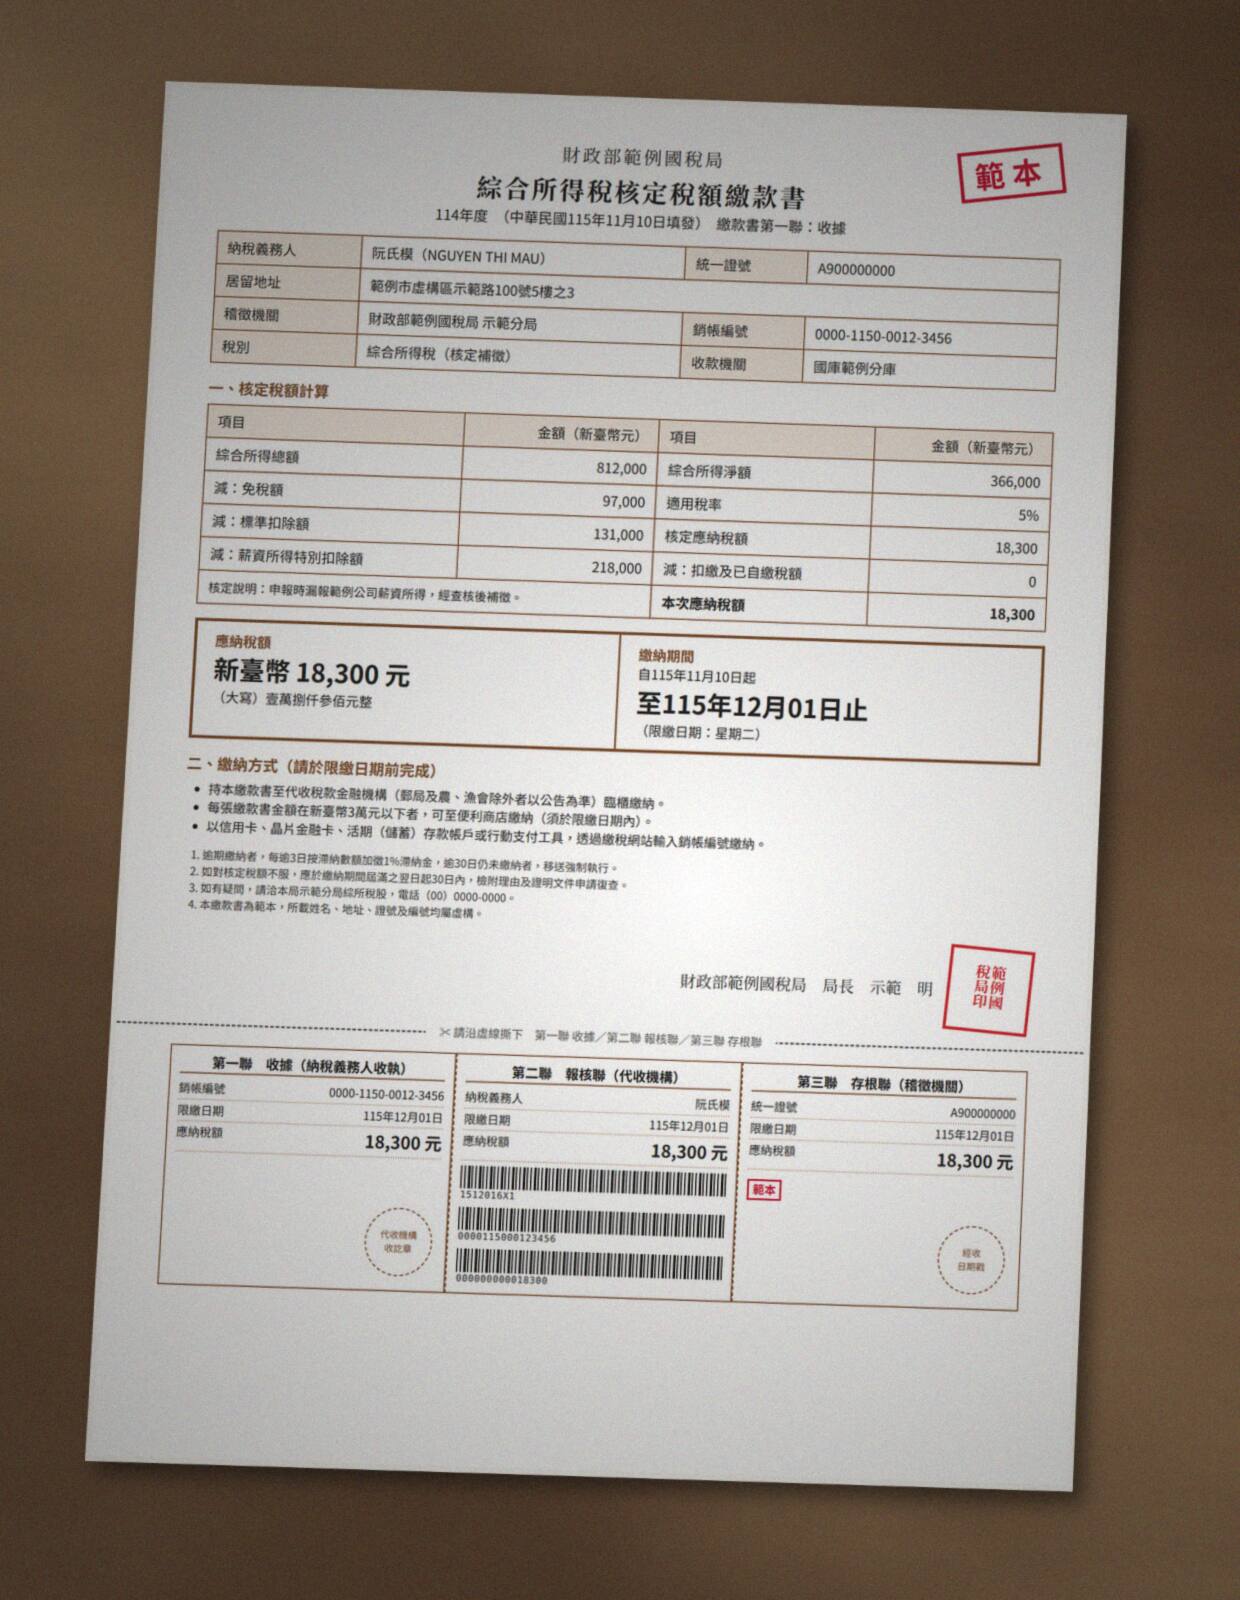 財政部範例國稅局
範本
綜合所得稅核定稅額繳款書
114年度 （中華民國115年11月10日填發） 繳款書第一聯：收據
納稅義務人 阮氏模（NGUYEN THI MAU） 統一證號 A900000000
居留地址 範例市虛構區示範路100號5樓之3
稽徵機關 財政部範例國稅局 示範分局 銷帳編號 0000-1150-0012-3456
稅別 綜合所得稅（核定補徵） 收款機關 國庫範例分庫
一、核定稅額計算
項目 金額（新臺幣元） 項目 金額（新臺幣元）
綜合所得總額 812,000 綜合所得淨額 366,000
減：免稅額 97,000 適用稅率 5%
減：標準扣除額 131,000 核定應納稅額 18,300
減：薪資所得特別扣除額 218,000 減：扣繳及已自繳稅額 0
核定說明：申報時漏報範例公司薪資所得，經查核後補徵。 本次應納稅額 18,300
應納稅額
新臺幣 18,300 元
（大寫）壹萬捌仟參佰元整
繳納期間
自115年11月10日起
至115年12月01日止
（限繳日期：星期二）
二、繳納方式（請於限繳日期前完成）
• 持本繳款書至代收稅款金融機構（郵局及農、漁會除外者以公告為準）臨櫃繳納。
• 每張繳款書金額在新臺幣3萬元以下者，可至便利商店繳納（須於限繳日期內）。
• 以信用卡、晶片金融卡、活期（儲蓄）存款帳戶或行動支付工具，透過繳稅網站輸入銷帳編號繳納。
1. 逾期繳納者，每逾3日按滯納數額加徵1%滯納金，逾30日仍未繳納者，移送強制執行。
2. 如對核定稅額不服，應於繳納期間屆滿之翌日起30日內，檢附理由及證明文件申請復查。
3. 如有疑問，請洽本局示範分局綜所稅股，電話（00）0000-0000。
4. 本繳款書為範本，所載姓名、地址、證號及編號均屬虛構。
財政部範例國稅局 局長 示範 明
範例國
稅局印
✂ 請沿虛線撕下 第一聯 收據／第二聯 報核聯／第三聯 存根聯
第一聯 收據（納稅義務人收執）
銷帳編號 0000-1150-0012-3456
限繳日期 115年12月01日
應納稅額 18,300 元
代收機構
收訖章
第二聯 報核聯（代收機構）
納稅義務人 阮氏模
限繳日期 115年12月01日
應納稅額 18,300 元
1512016X1
0000115000123456
000000000018300
第三聯 存根聯（稽徵機關）
統一證號 A900000000
限繳日期 115年12月01日
應納稅額 18,300 元
範本
經收
日期戳